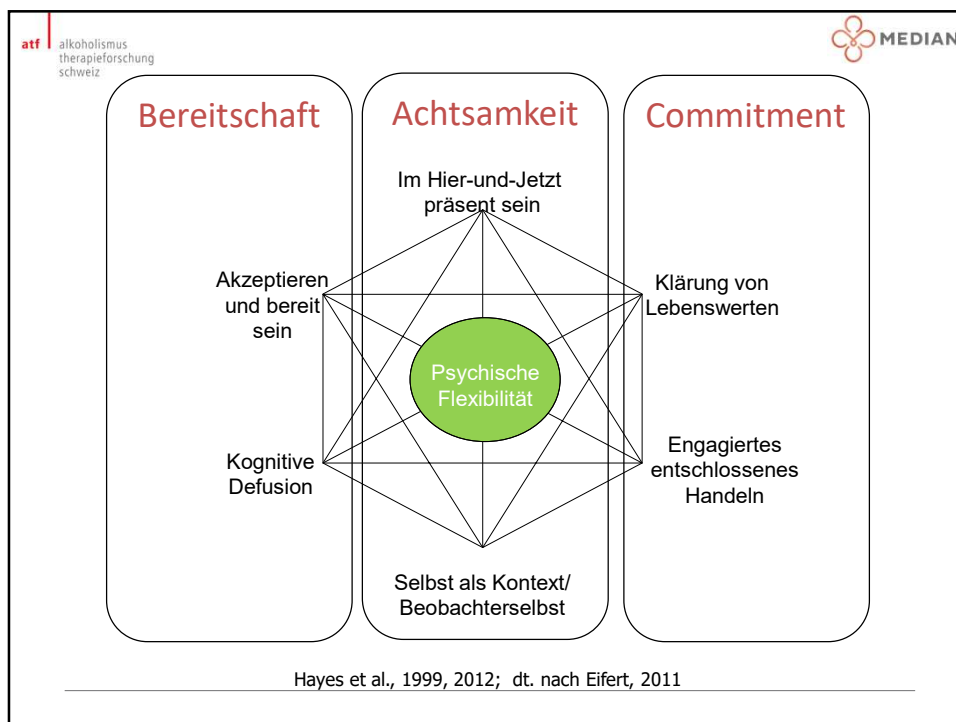 atf alkoholismus
therapieforschung
schweiz
MEDIAN
Bereitschaft
Achtsamkeit
Commitment
Im Hier-und-Jetzt
präsent sein
Akzeptieren
und bereit
sein
Klärung von
Lebenswerten
Psychische
Flexibilität
Kognitive
Defusion
Engagiertes
entschlossenes
Handeln
Selbst als Kontext/
Beobachterselbst
Hayes et al., 1999, 2012; dt. nach Eifert, 2011